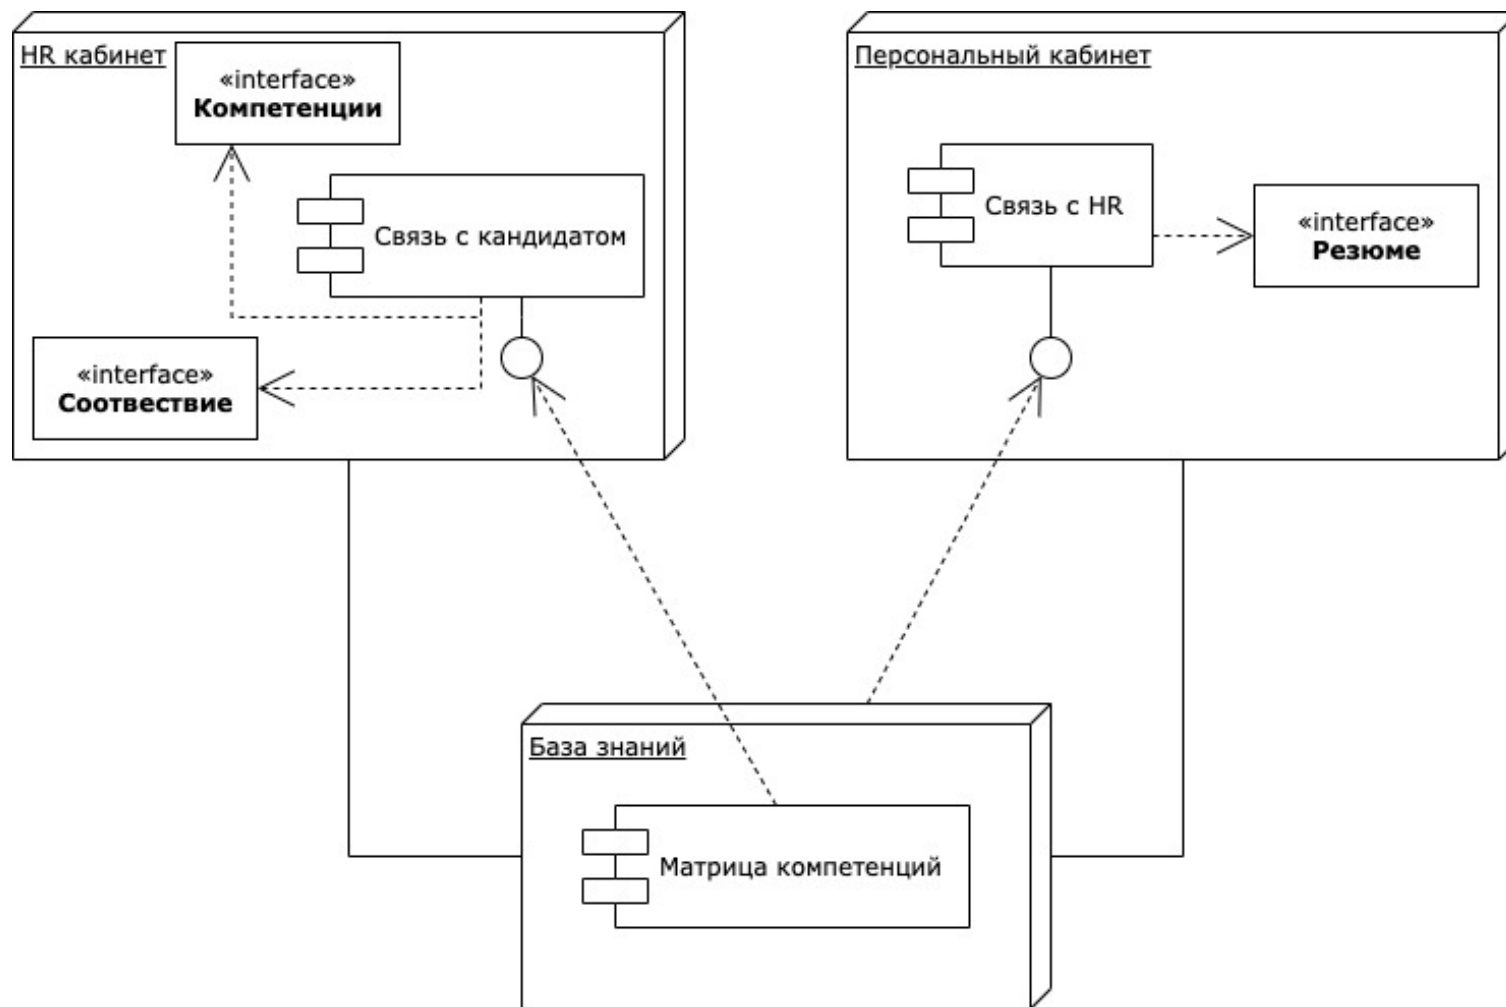 HR кабинет
«interface»
Компетенции
Связь с кандидатом
«interface»
Соотвествие
Персональный кабинет
Связь с HR
«interface»
Резюме
База знаний
Матрица компетенций